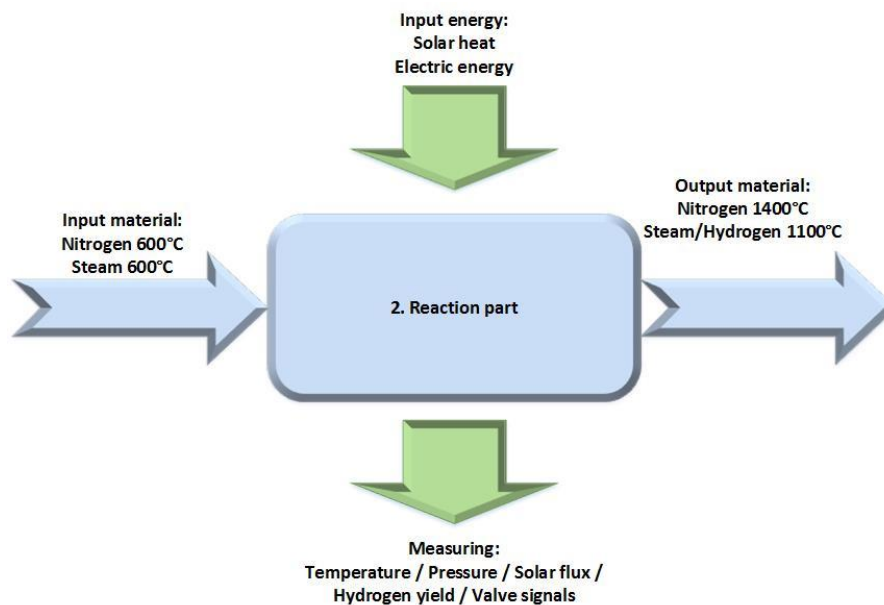 Input energy:
Solar heat
Electric energy
Input material:
Nitrogen 600°C
Steam 600°C
Output material:
Nitrogen 1400°C
Steam/Hydrogen 1100°C
2. Reaction part
Measuring:
Temperature / Pressure / Solar flux /
Hydrogen yield / Valve signals